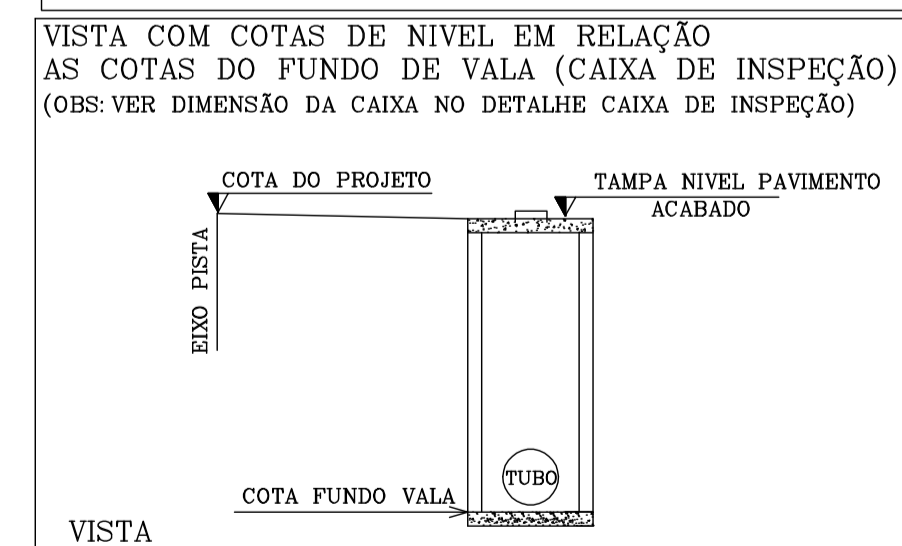 VISTA COM COTAS DE NIVEL EM RELAÇÃO
AS COTAS DO FUNDO DE VALA (CAIXA DE INSPEÇÃO)
(OBS: VER DIMENSÃO DA CAIXA NO DETALHE CAIXA DE INSPEÇÃO)
COTA DO PROJETO
TAMPA NIVEL PAVIMENTO
ACABADO
EIXO PISTA
TUBO
COTA FUNDO VALA
VISTA